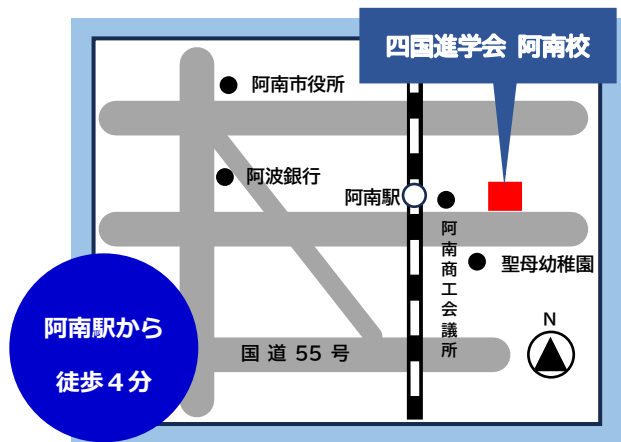 四国進学会 阿南校
阿南市役所
阿波銀行
阿南駅
阿南商工会議所
聖母幼稚園
阿南駅から
徒歩４分
国道 55 号
N